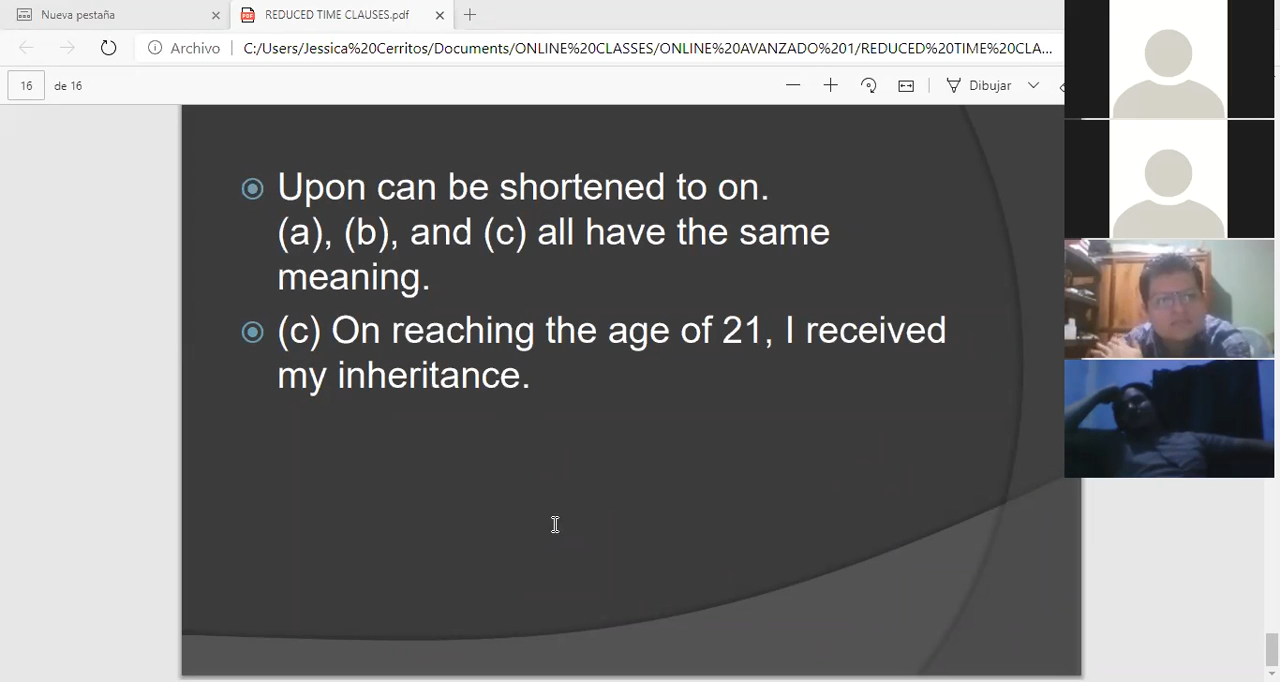 Nueva pestaña
REDUCED TIME CLAUSES.pdf
Archivo
C:/Users/Jessica%20Cerritos/Documents/ONLINE%20CLASSES/ONLINE%20AVANZADO%201/REDUCED%20TIME%20CLA...
16 de 16
Dibujar
Upon can be shortened to on.
(a), (b), and (c) all have the same
meaning.
(c) On reaching the age of 21, I received
my inheritance.